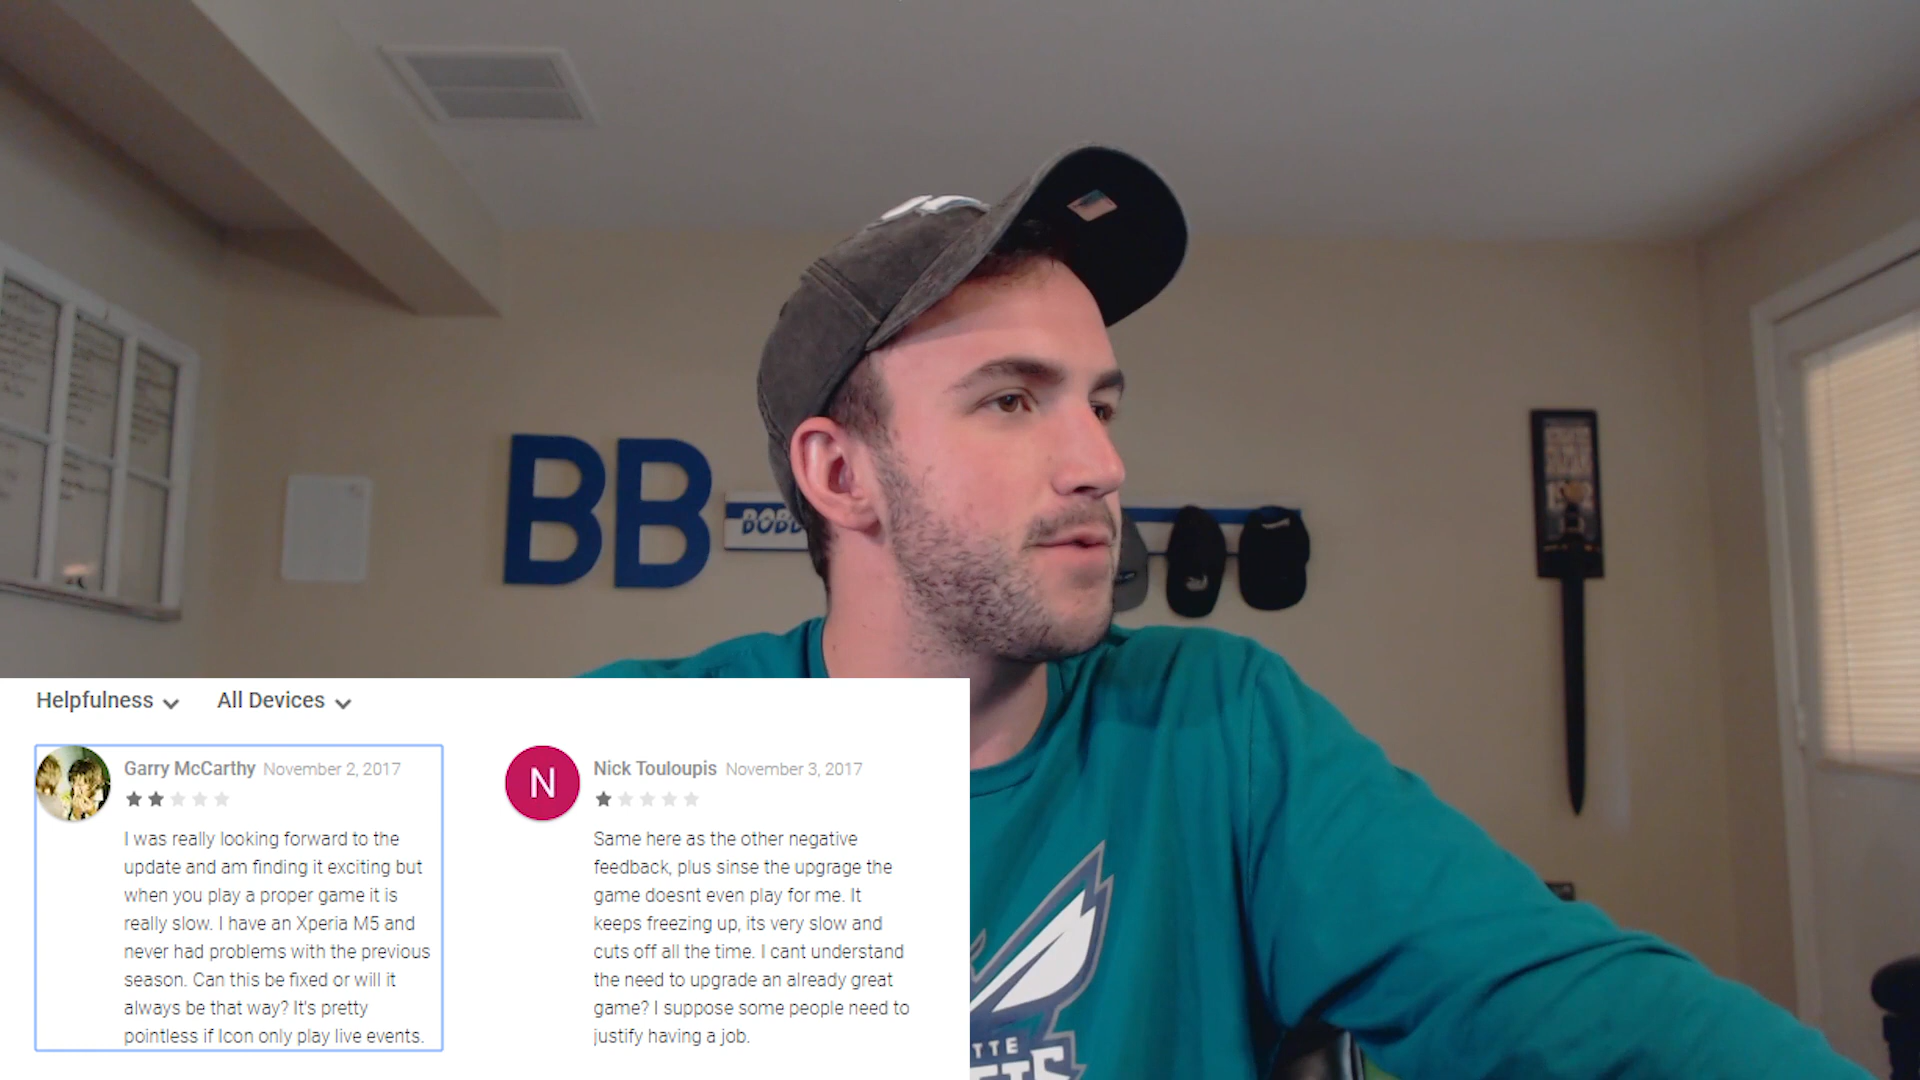 BB
BOBB
Helpfulness All Devices
Garry McCarthy November 2, 2017
I was really looking forward to the
update and am finding it exciting but
when you play a proper game it is
really slow. I have an Xperia M5 and
never had problems with the previous
season. Can this be fixed or will it
always be that way? It's pretty
pointless if Icon only play live events.
N
Nick Touloupis November 3, 2017
Same here as the other negative
feedback, plus sinse the upgrage the
game doesnt even play for me. It
keeps freezing up, its very slow and
cuts off all the time. I cant understand
the need to upgrade an already great
game? I suppose some people need to
justify having a job.
TTE